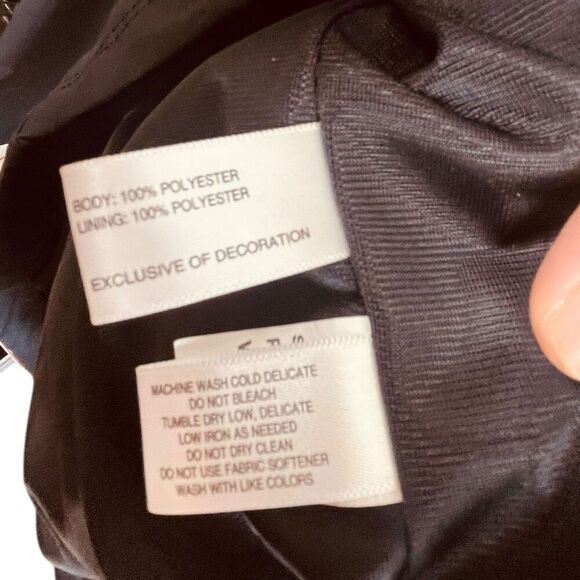 BODY: 100% POLYESTER
LINING: 100% POLYESTER
EXCLUSIVE OF DECORATION
MACHINE WASH COLD DELICATE
DO NOT BLEACH
TUMBLE DRY LOW, DELICATE
LOW IRON AS NEEDED
DO NOT DRY CLEAN
DO NOT USE FABRIC SOFTENER
WASH WITH LIKE COLORS